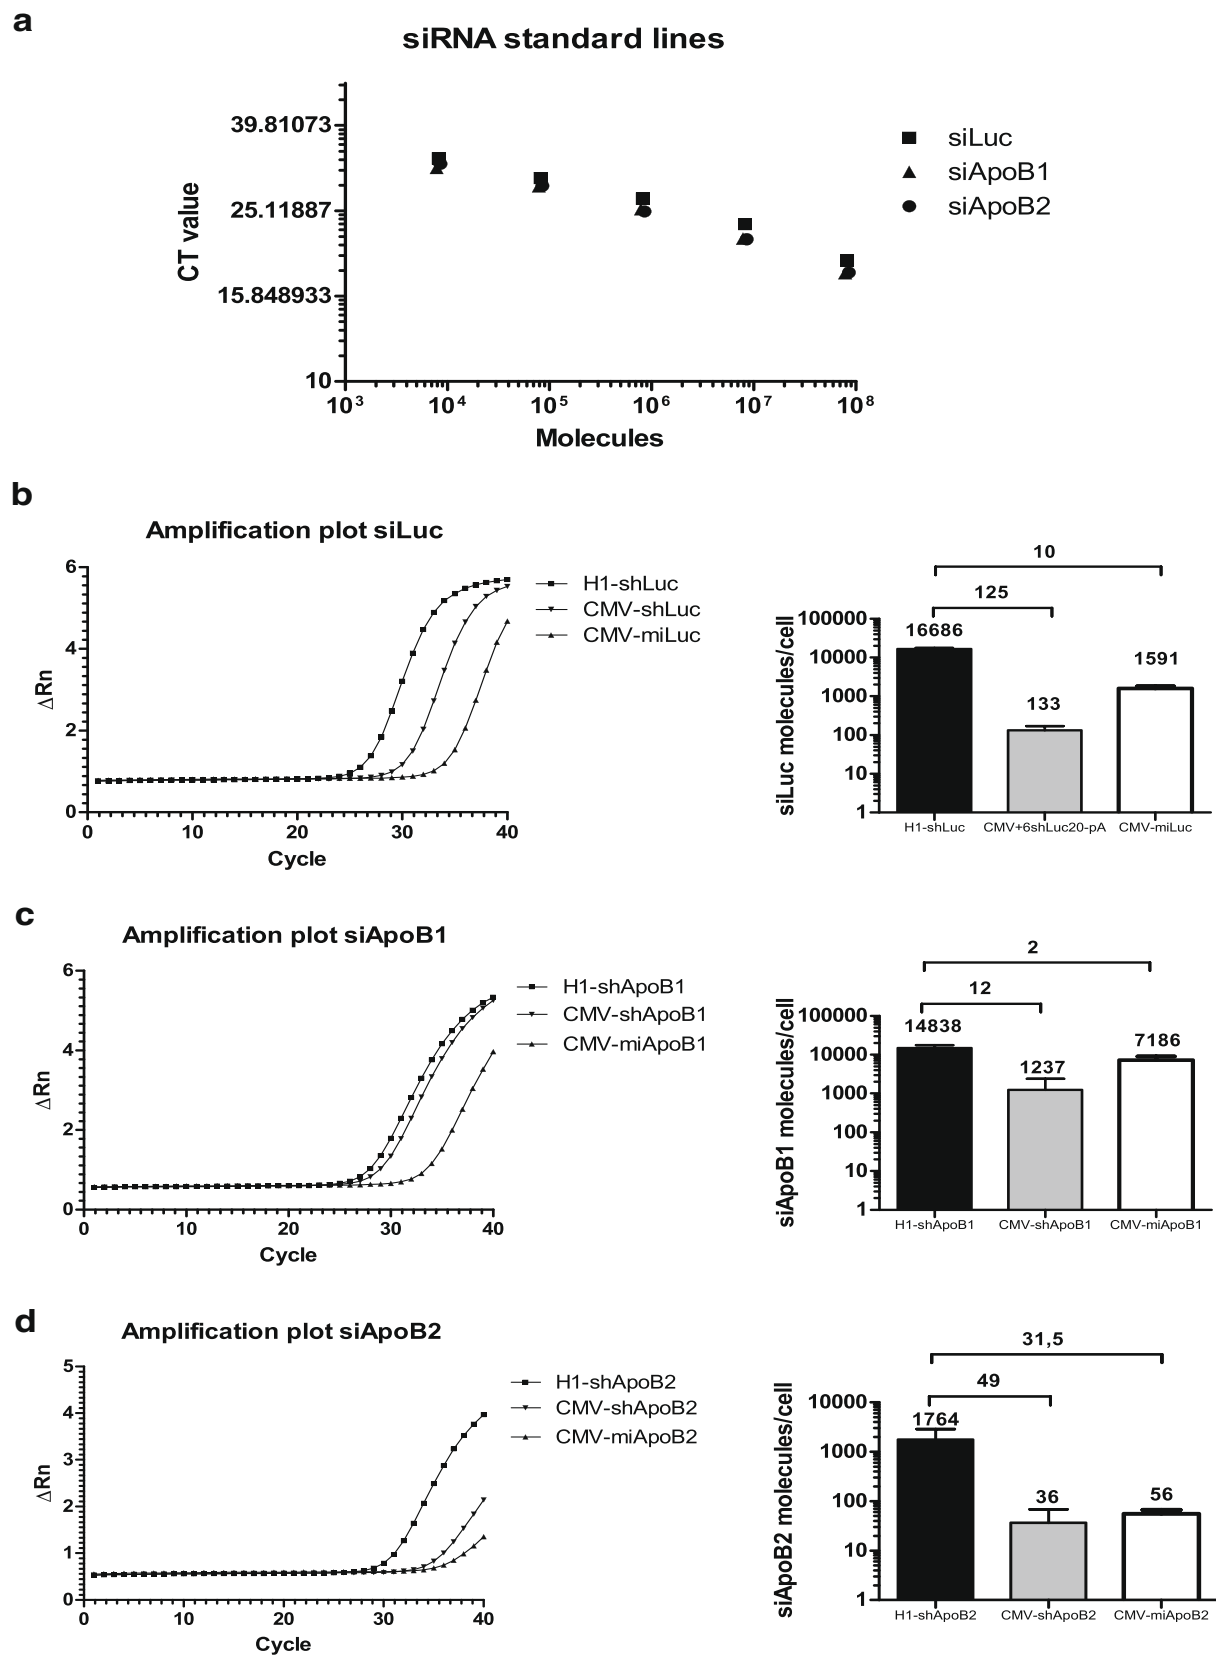 a
siRNA standard lines
39.81073
25.11887
15.848933
10
CT value
10³ 10⁴ 10⁵ 10⁶ 10⁷ 10⁸
Molecules
siLuc
siApoB1
siApoB2
b
Amplification plot siLuc
6
4
2
0
ΔRn
0 10 20 30 40
Cycle
H1-shLuc
CMV-shLuc
CMV-miLuc
10
125
100000
10000
1000
100
10
1
siLuc molecules/cell
16686
133
1591
H1-shLuc CMV+6shLuc20-pA CMV-miLuc
c
Amplification plot siApoB1
6
4
2
0
ΔRn
0 10 20 30 40
Cycle
H1-shApoB1
CMV-shApoB1
CMV-miApoB1
2
12
100000
10000
1000
100
10
1
siApoB1 molecules/cell
14838
1237
7186
H1-shApoB1 CMV-shApoB1 CMV-miApoB1
d
Amplification plot siApoB2
5
4
3
2
1
0
ΔRn
0 10 20 30 40
Cycle
H1-shApoB2
CMV-shApoB2
CMV-miApoB2
31,5
49
10000
1000
100
10
1
siApoB2 molecules/cell
1764
36
56
H1-shApoB2 CMV-shApoB2 CMV-miApoB2